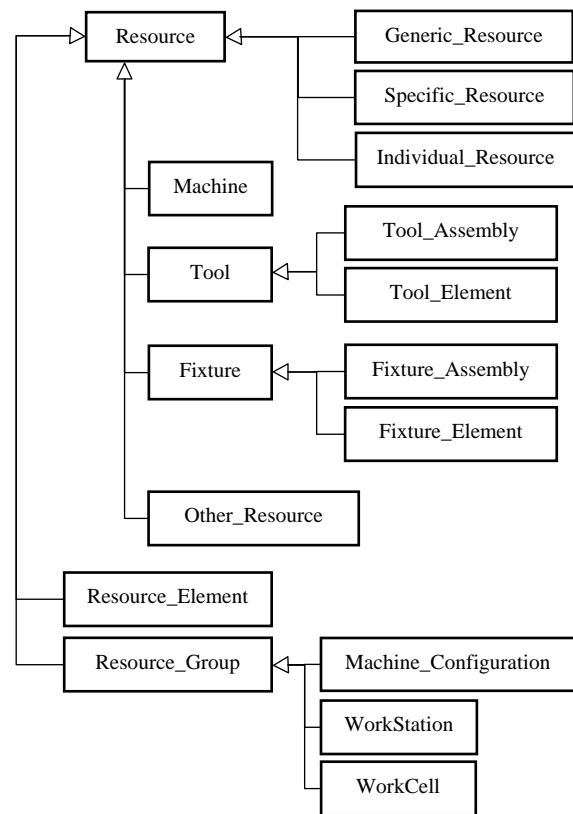 Resource
Generic_Resource
Specific_Resource
Individual_Resource
Machine
Tool_Assembly
Tool
Tool_Element
Fixture_Assembly
Fixture
Fixture_Element
Other_Resource
Resource_Element
Resource_Group
Machine_Configuration
WorkStation
WorkCell